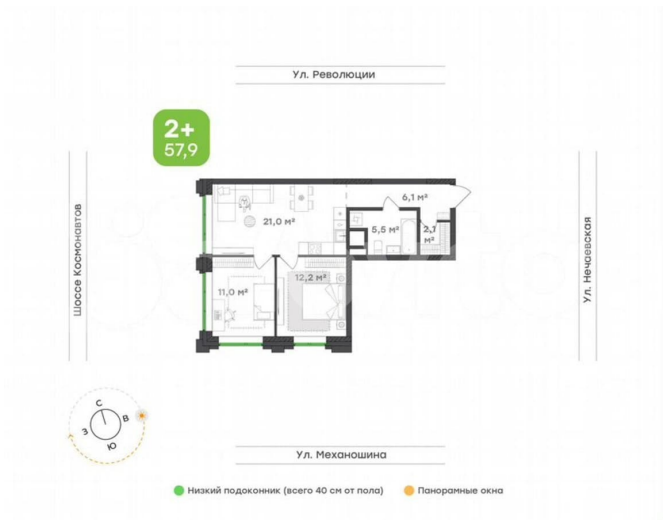 Ул. Революции
2+
57,9
6,1 м²
21,0 м²
5,5 м²
2,1
м²
Шоссе Космонавтов
Ул. Нечаевская
11,0 м²
12,2 м²
С
В
З
Ю
Ул. Механошина
Низкий подоконник (всего 40 см от пола)
Панорамные окна